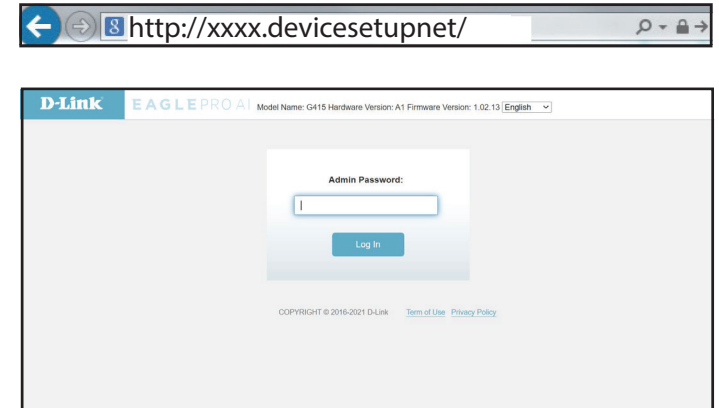 http://xxxx.devicesetupnet/
D-Link EAGLE PRO AI Model Name: G415 Hardware Version: A1 Firmware Version: 1.02.13 English
Admin Password:
Log In
COPYRIGHT © 2016-2021 D-Link Term of Use Privacy Policy